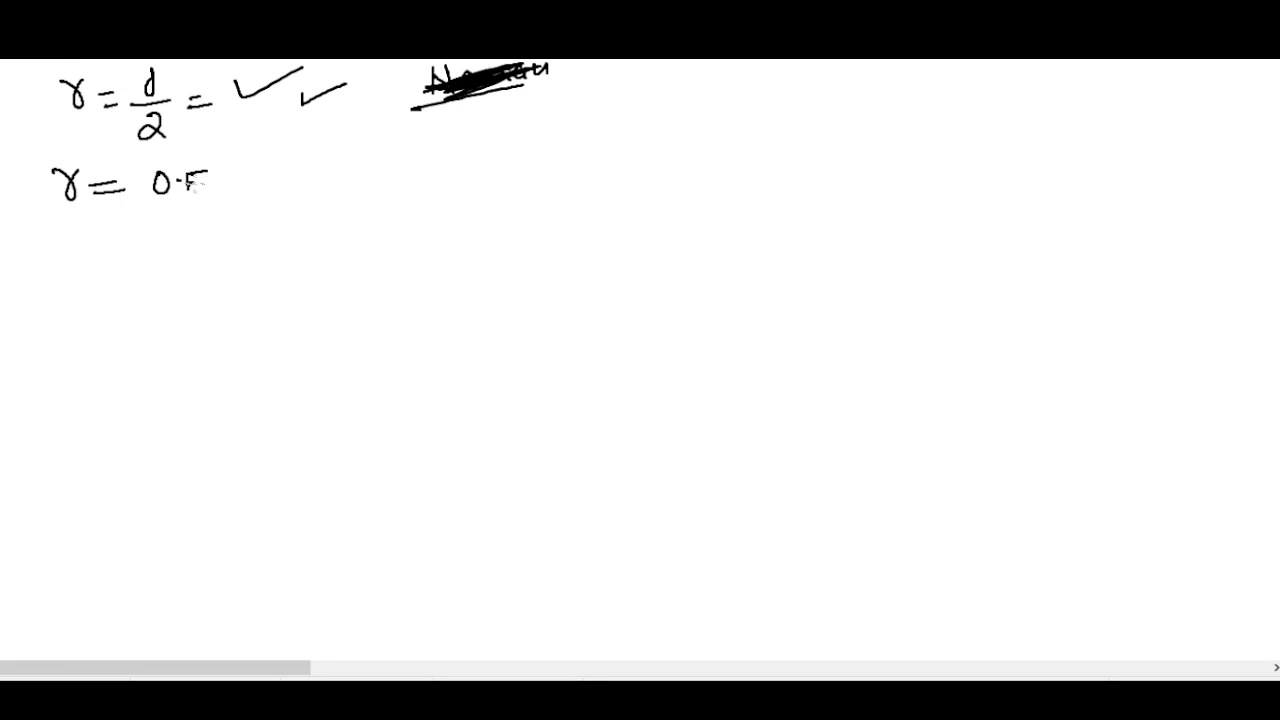 r = d/2 = ✓ ✓
r = 0.5